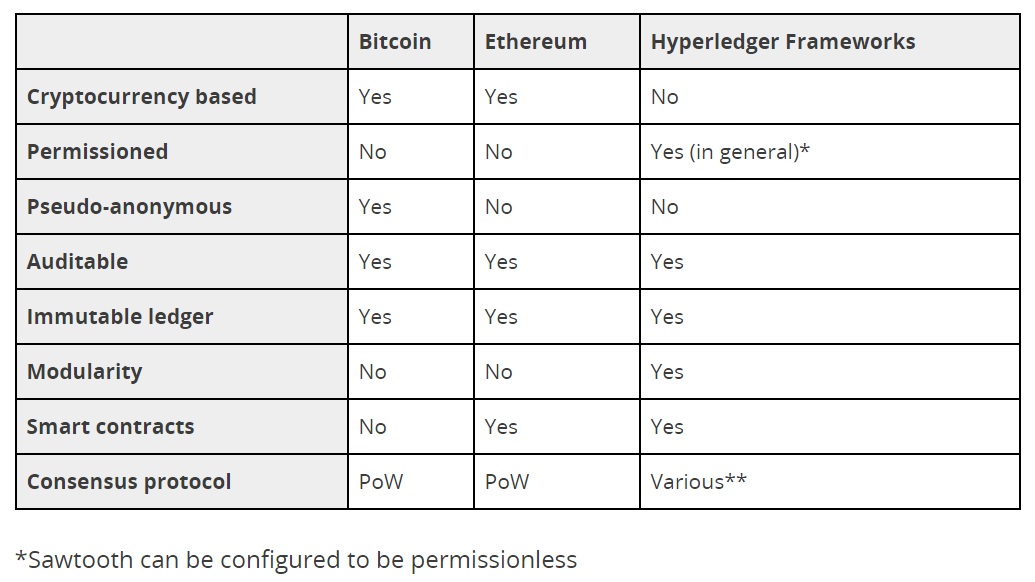 Bitcoin Ethereum Hyperledger Frameworks
Cryptocurrency based Yes Yes No
Permissioned No No Yes (in general)*
Pseudo-anonymous Yes No No
Auditable Yes Yes Yes
Immutable ledger Yes Yes Yes
Modularity No No Yes
Smart contracts No Yes Yes
Consensus protocol PoW PoW Various**
*Sawtooth can be configured to be permissionless